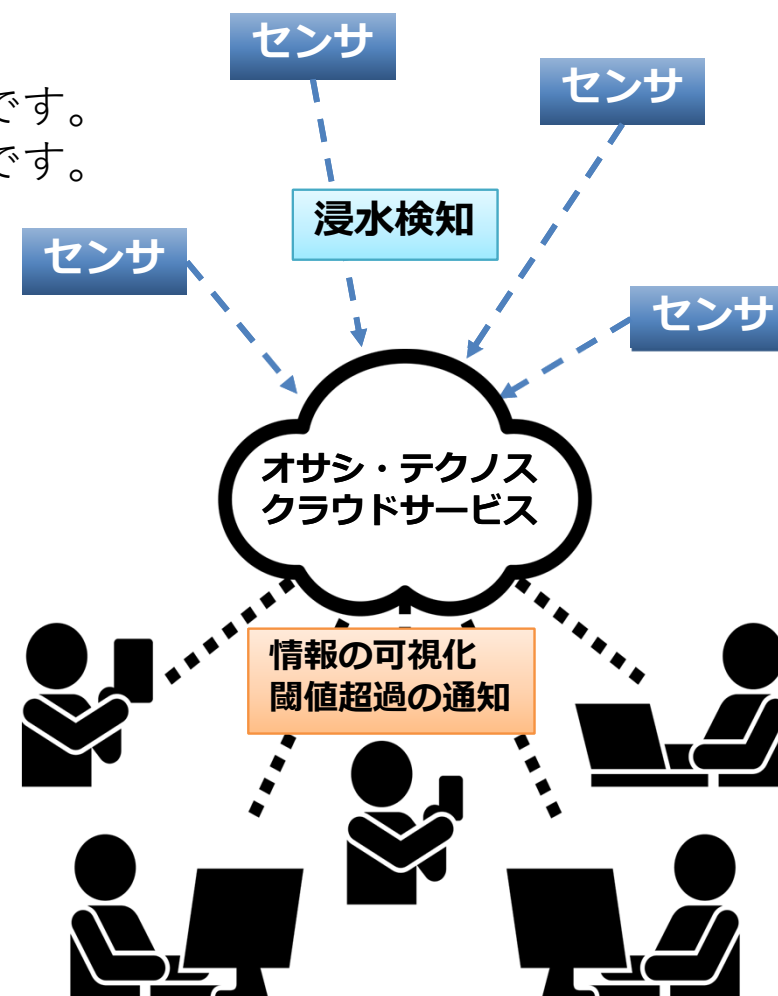 センサ
センサ
です。
です。
浸水検知
センサ
センサ
オサシ・テクノス
クラウドサービス
情報の可視化
閾値超過の通知